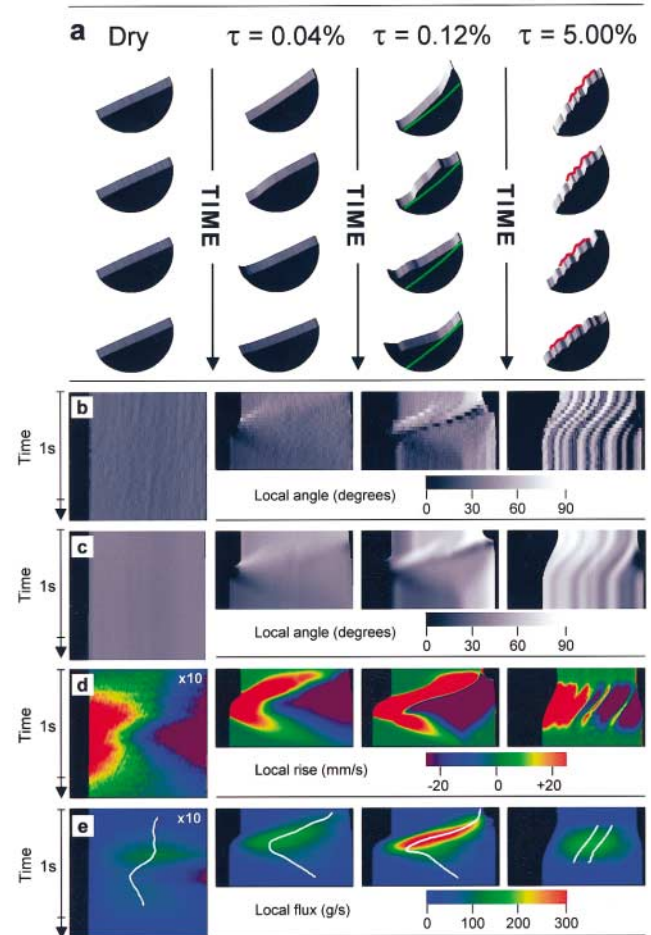 a Dry τ = 0.04% τ = 0.12% τ = 5.00%
TIME TIME TIME
b
Time 1s
Local angle (degrees)
0 30 60 90
c
Time 1s
Local angle (degrees)
0 30 60 90
d x10
Time 1s
Local rise (mm/s)
-20 0 +20
e x10
Time 1s
Local flux (g/s)
0 100 200 300